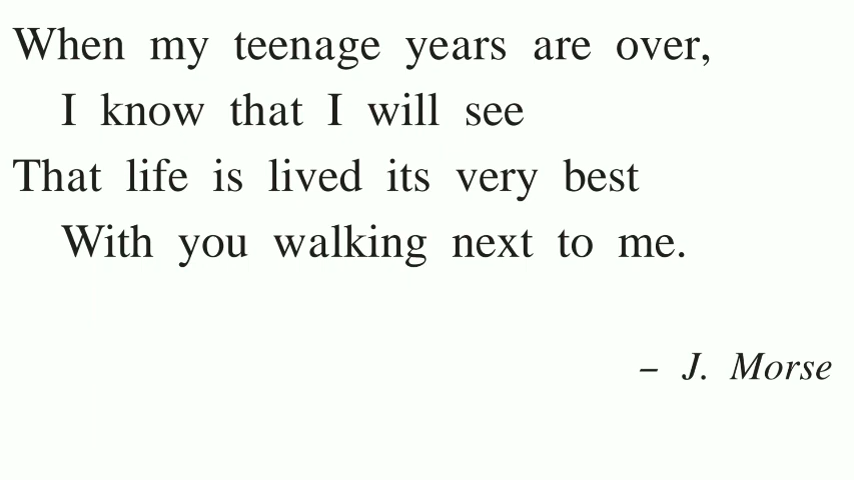 When my teenage years are over,
I know that I will see
That life is lived its very best
With you walking next to me.
– J. Morse